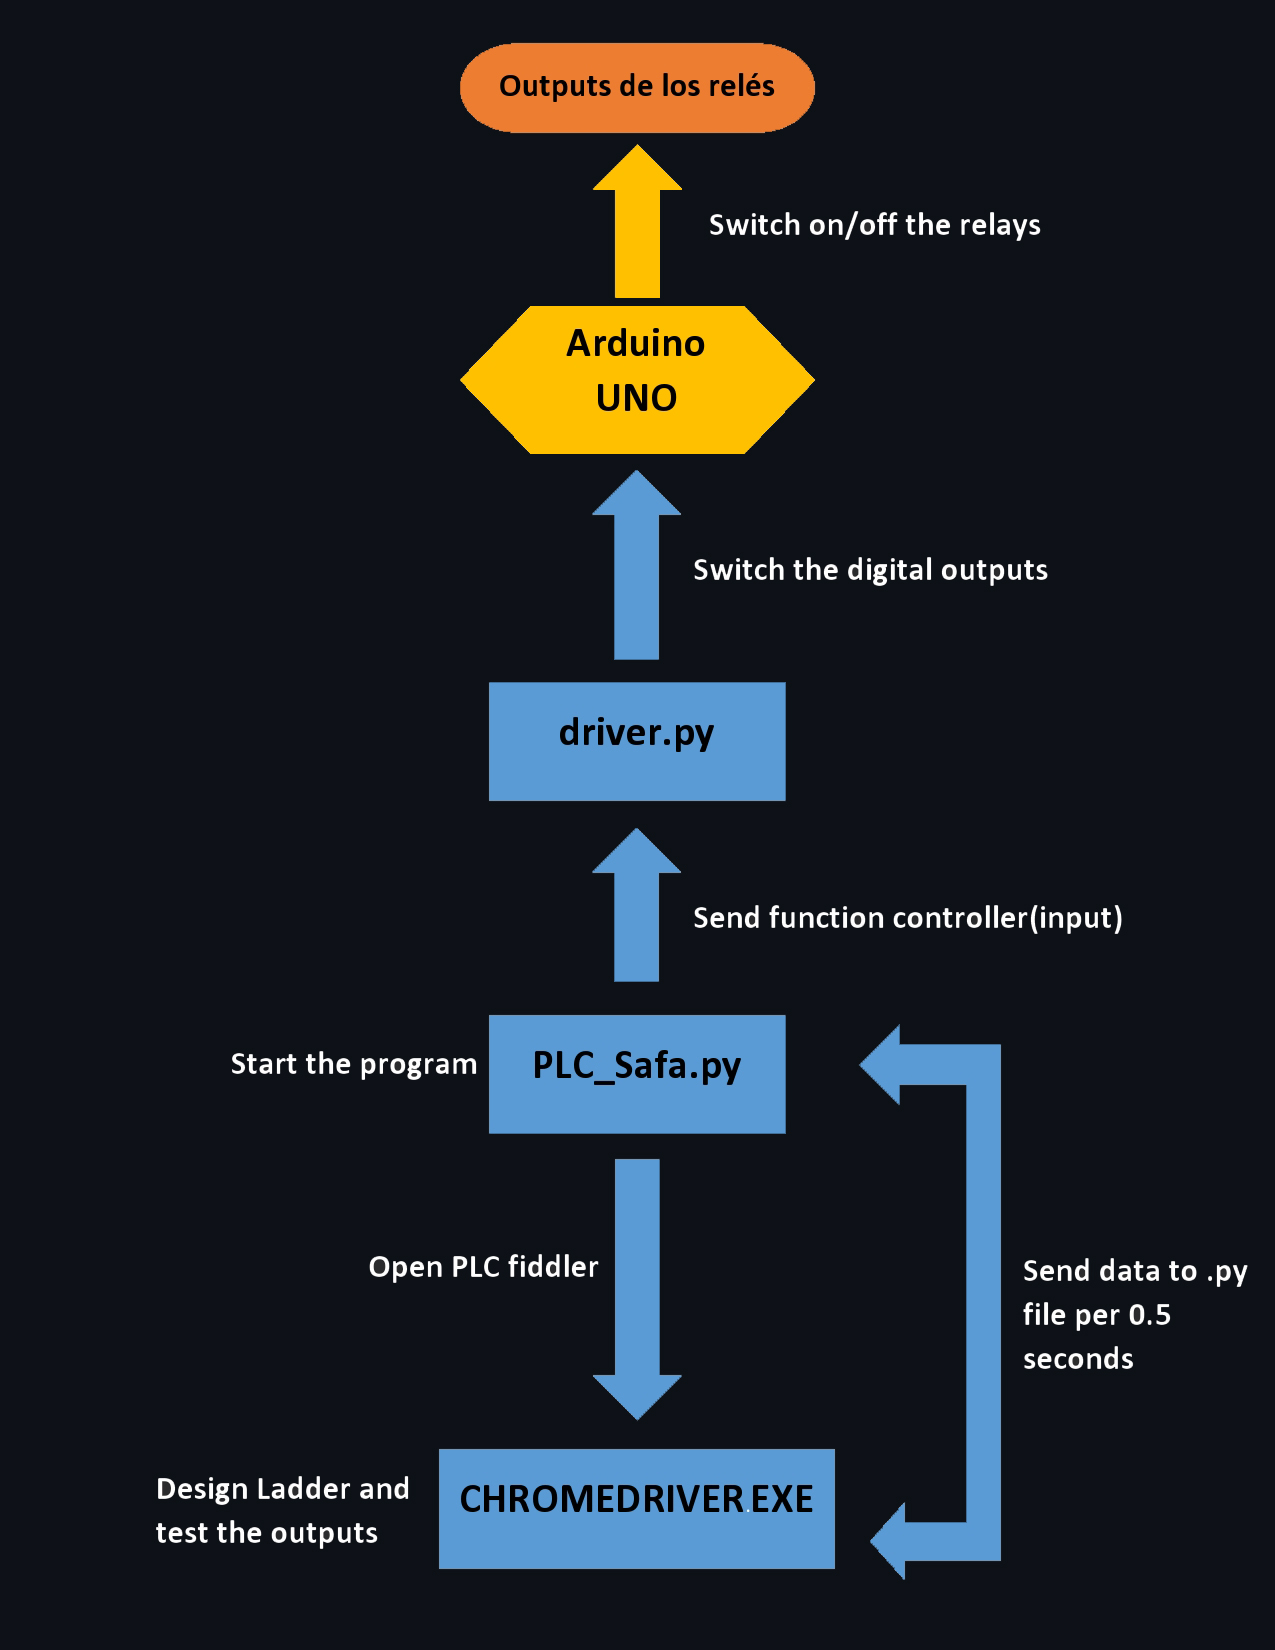 Outputs de los relés
Switch on/off the relays
Arduino
UNO
Switch the digital outputs
driver.py
Send function controller(input)
Start the program
PLC_Safa.py
Open PLC fiddler
Send data to .py
file per 0.5
seconds
Design Ladder and
test the outputs
CHROMEDRIVER.EXE